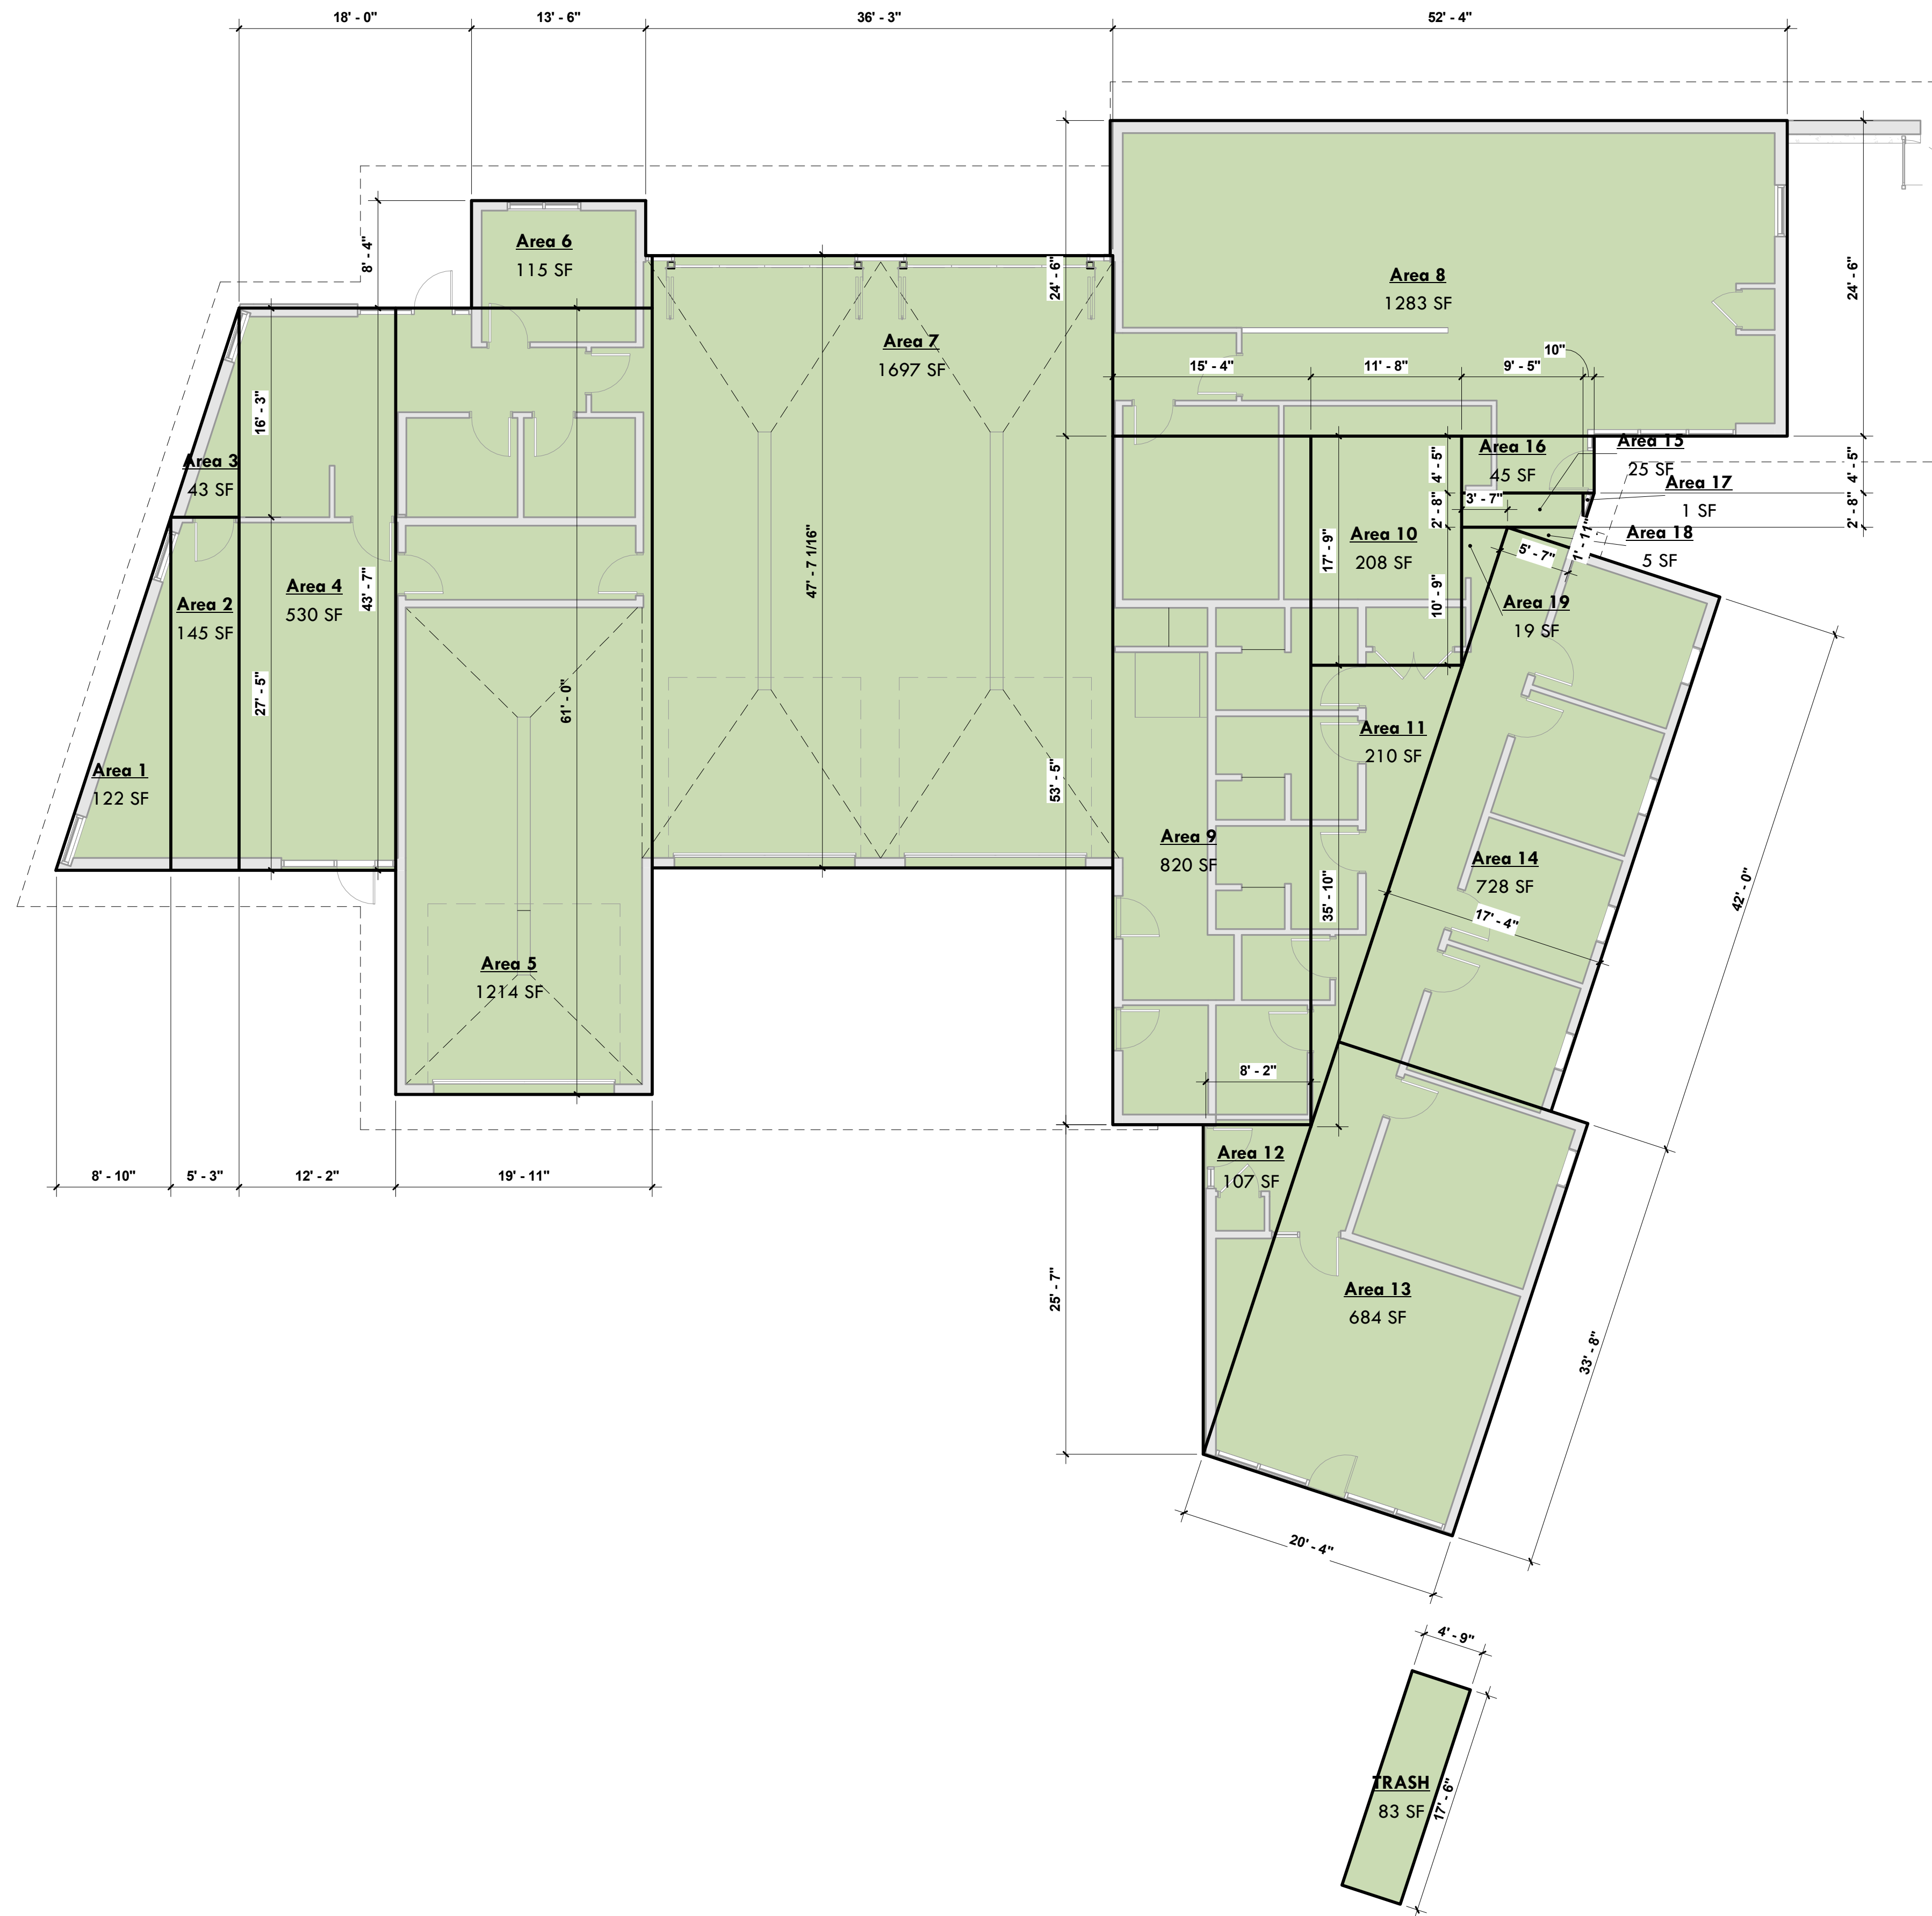 18' - 0"
13' - 6"
36' - 3"
52' - 4"
8' - 4"
Area 6
115 SF
24' - 6"
Area 8
1283 SF
24' - 6"
Area 7
1697 SF
10"
15' - 4"
11' - 8"
9' - 5"
16' - 3"
Area 3
43 SF
4' - 5"
Area 16
45 SF
Area 15
25 SF
4' - 5"
Area 17
1 SF
3' - 7"
2' - 8"
2' - 8"
17' - 9"
Area 10
208 SF
Area 18
5 SF
5' - 7"
1' - 11"
47' - 7 1/16"
43' - 7"
Area 4
530 SF
Area 2
145 SF
10' - 9"
Area 19
19 SF
27' - 5"
61' - 0"
Area 11
210 SF
Area 1
122 SF
53' - 5"
Area 9
820 SF
Area 14
728 SF
35' - 10"
17' - 4"
42' - 0"
Area 5
1214 SF
8' - 2"
8' - 10"
5' - 3"
12' - 2"
19' - 11"
Area 12
107 SF
25' - 7"
Area 13
684 SF
33' - 8"
20' - 4"
4' - 9"
TRASH
83 SF
17' - 6"